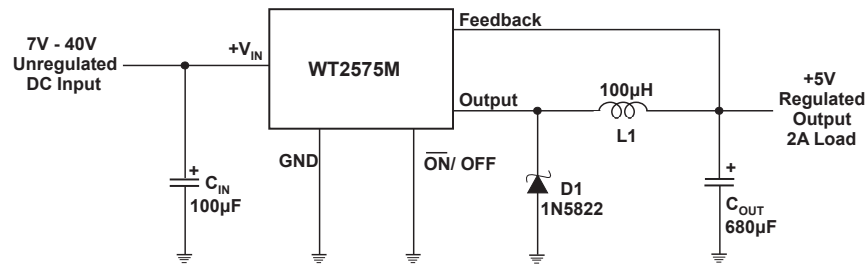 7V - 40V
Unregulated
DC Input
+VIN
WT2575M
Feedback
Output
GND
ON/ OFF
100µH
L1
+5V
Regulated
Output
2A Load
+
CIN
100µF
D1
1N5822
+
COUT
680µF